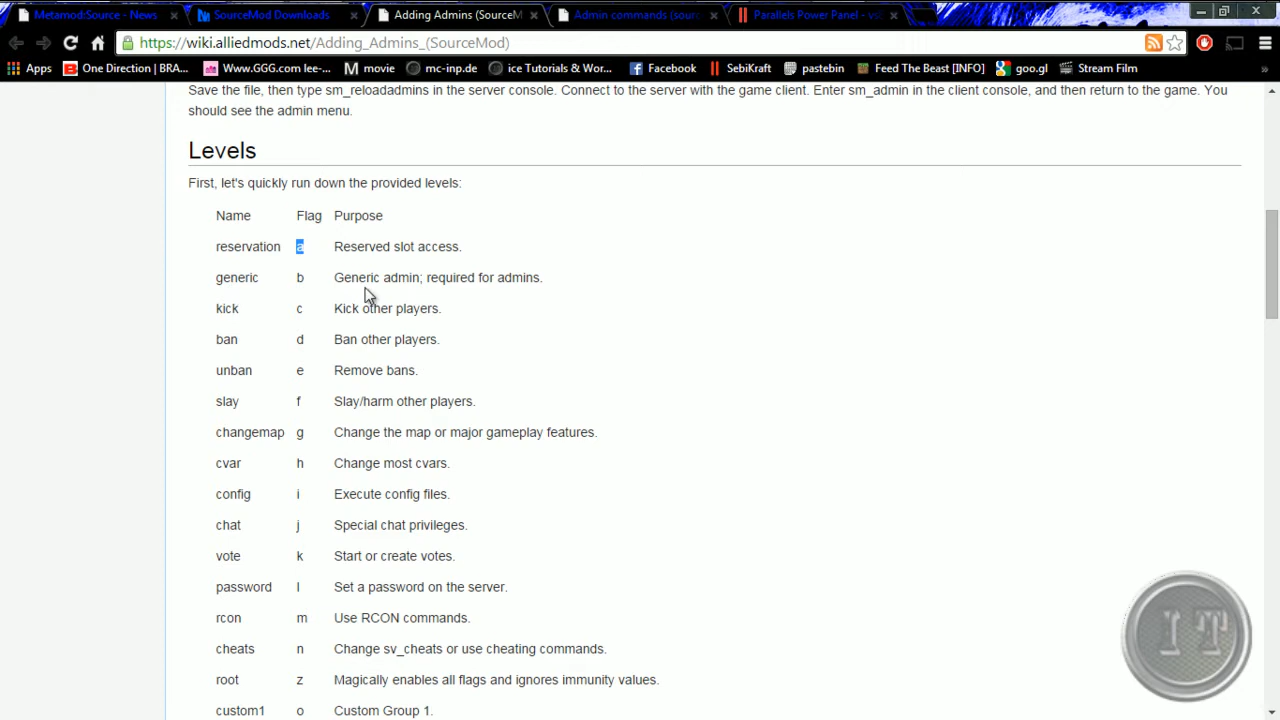 Metamod:Source - News
SourceMod Downloads
Adding Admins (SourceM
Admin commands (sourc
Parallels Power Panel - vs
https://wiki.alliedmods.net/Adding_Admins_(SourceMod)
Apps One Direction | BRA... Www.GGG.com lee-... movie mc-inp.de ice Tutorials & Wor... Facebook SebiKraft pastebin Feed The Beast [INFO] goo.gl Stream Film »
Save the file, then type sm_reloadadmins in the server console. Connect to the server with the game client. Enter sm_admin in the client console, and then return to the game. You
should see the admin menu.
Levels
First, let's quickly run down the provided levels:
Name Flag Purpose
reservation a Reserved slot access.
generic b Generic admin; required for admins.
kick c Kick other players.
ban d Ban other players.
unban e Remove bans.
slay f Slay/harm other players.
changemap g Change the map or major gameplay features.
cvar h Change most cvars.
config i Execute config files.
chat j Special chat privileges.
vote k Start or create votes.
password l Set a password on the server.
rcon m Use RCON commands.
cheats n Change sv_cheats or use cheating commands.
root z Magically enables all flags and ignores immunity values.
custom1 o Custom Group 1.
IT